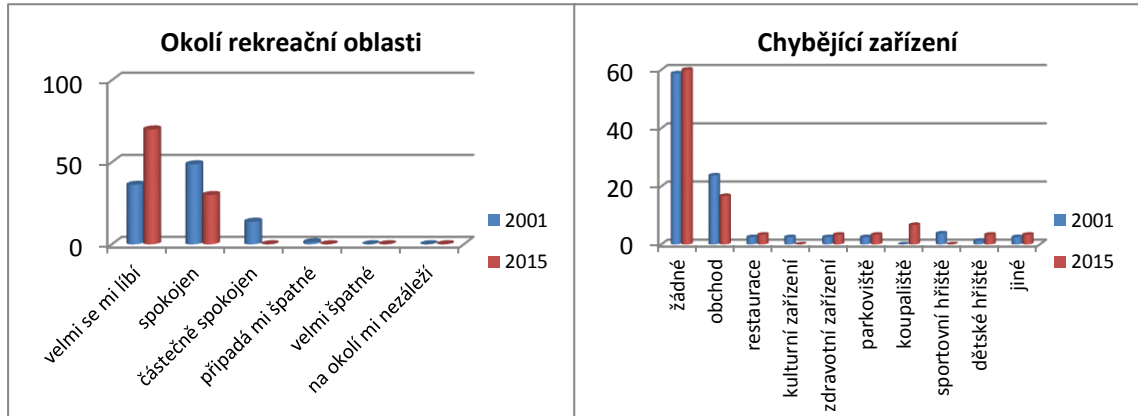 Okolí rekreační oblasti
100
50
0
velmi se mi líbí
spokojen
částečně spokojen
připadá mi špatné
velmi špatné
na okolí mi nezáleží
2001
2015
Chybějící zařízení
60
40
20
0
žádné
obchod
restaurace
kulturní zařízení
zdravotní zařízení
parkoviště
koupaliště
sportovní hřiště
dětské hřiště
jiné
2001
2015